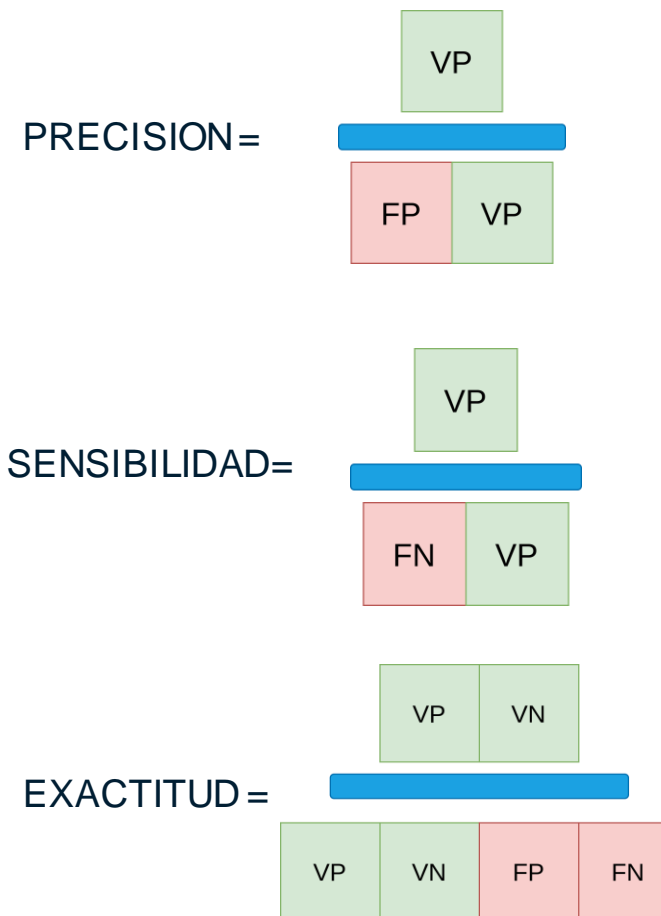 VP
PRECISION =
FP VP
VP
SENSIBILIDAD=
FN VP
VP VN
EXACTITUD =
VP VN FP FN